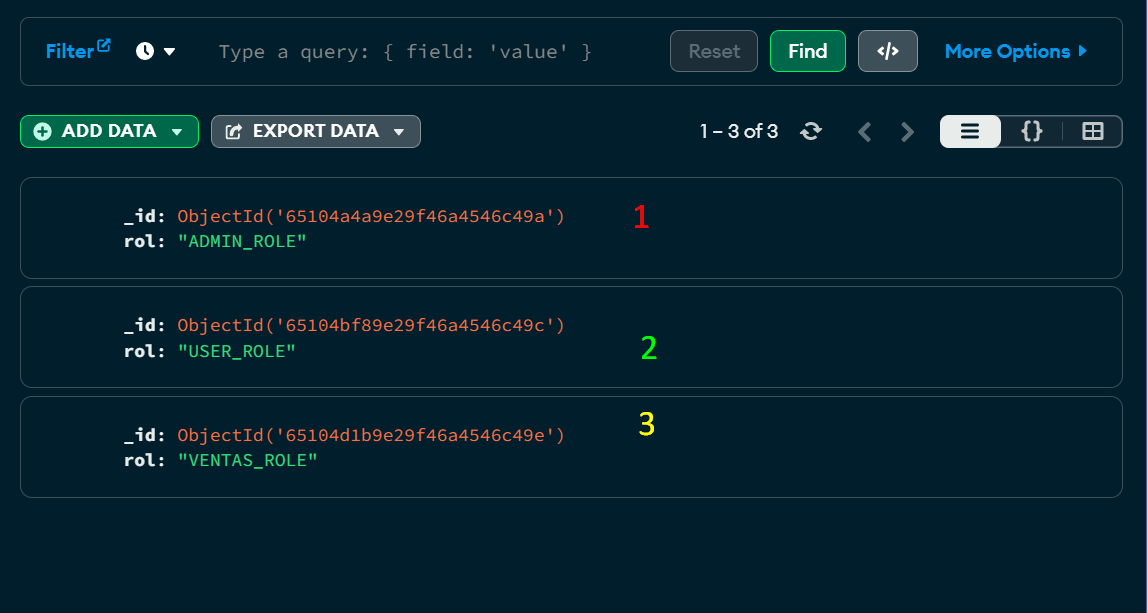 Filter Type a query: { field: 'value' } Reset Find </> More Options
ADD DATA EXPORT DATA 1 – 3 of 3 {}
_id: ObjectId('65104a4a9e29f46a4546c49a') 1
rol: "ADMIN_ROLE"
_id: ObjectId('65104bf89e29f46a4546c49c')
rol: "USER_ROLE" 2
_id: ObjectId('65104d1b9e29f46a4546c49e') 3
rol: "VENTAS_ROLE"